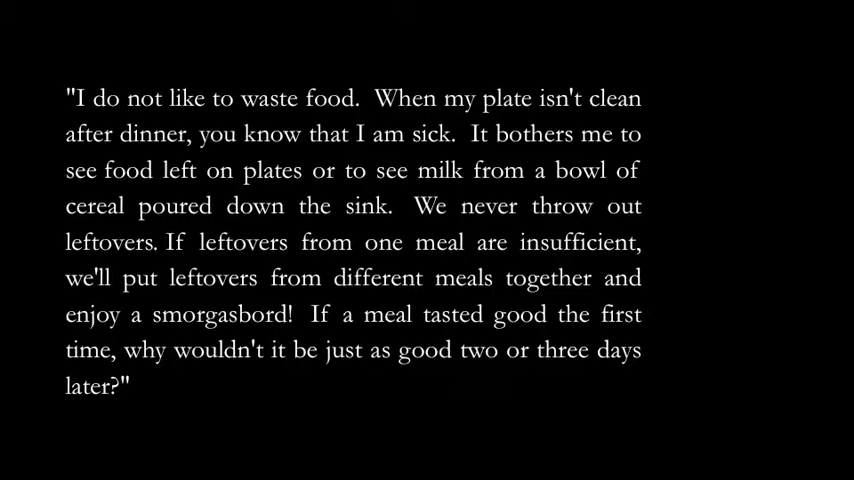 "I do not like to waste food.  When my plate isn't clean
after dinner, you know that I am sick.  It bothers me to
see food left on plates or to see milk from a bowl of
cereal poured down the sink.  We never throw out
leftovers. If leftovers from one meal are insufficient,
we'll put leftovers from different meals together and
enjoy a smorgasbord!  If a meal tasted good the first
time, why wouldn't it be just as good two or three days
later?"